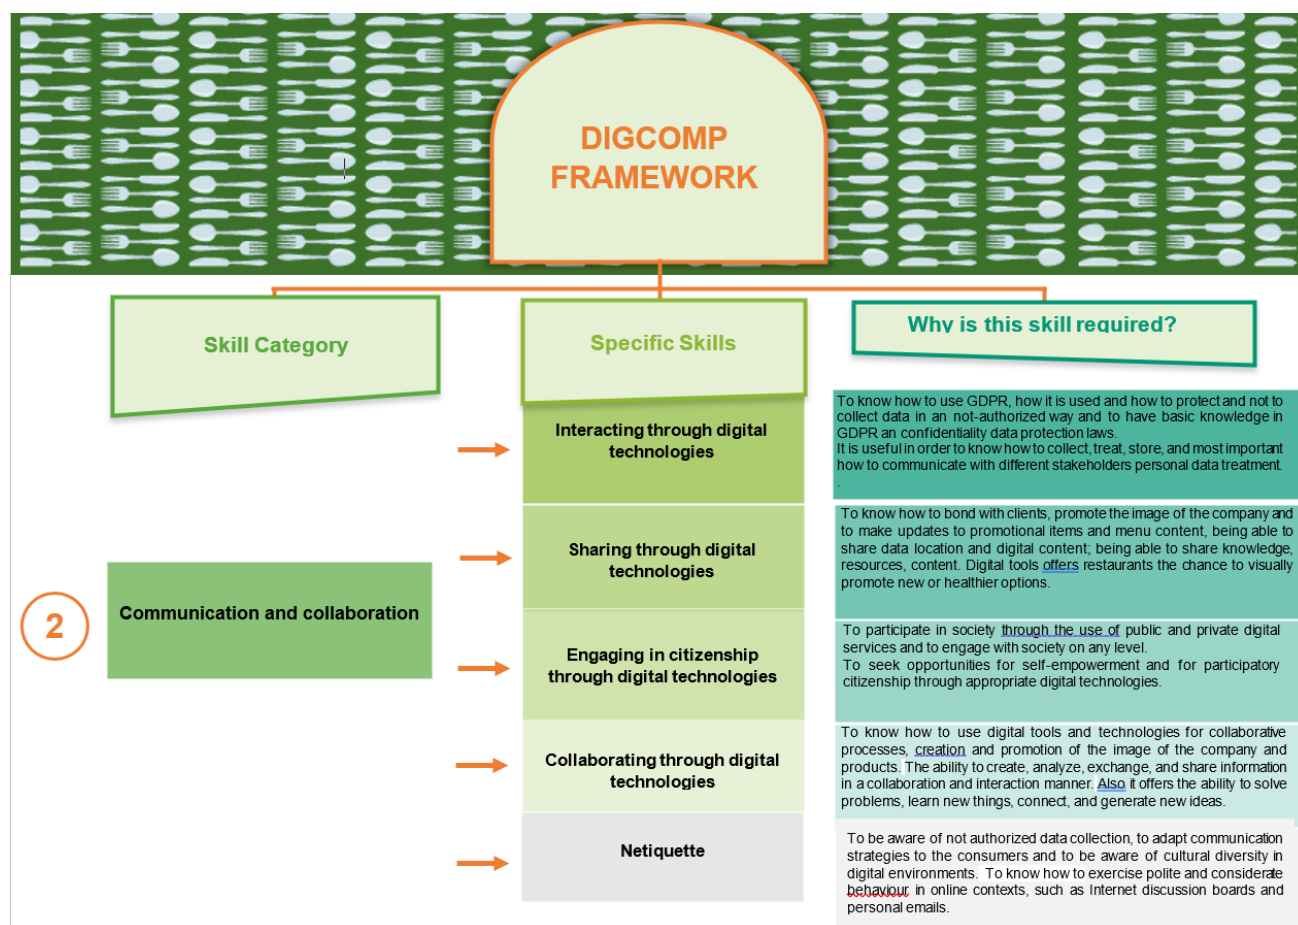 DIGCOMP
FRAMEWORK
Skill Category
Specific Skills
Why is this skill required?
2
Communication and collaboration
Interacting through digital
technologies
To know how to use GDPR, how it is used and how to protect and not to
collect data in an not-authorized way and to have basic knowledge in
GDPR an confidentiality data protection laws.
It is useful in order to know how to collect, treat, store, and most important
how to communicate with different stakeholders personal data treatment.
.
Sharing through digital
technologies
To know how to bond with clients, promote the image of the company and
to make updates to promotional items and menu content, being able to
share data location and digital content; being able to share knowledge,
resources, content. Digital tools offers restaurants the chance to visually
promote new or healthier options.
Engaging in citizenship
through digital technologies
To participate in society through the use of public and private digital
services and to engage with society on any level.
To seek opportunities for self-empowerment and for participatory
citizenship through appropriate digital technologies.
Collaborating through digital
technologies
To know how to use digital tools and technologies for collaborative
processes, creation and promotion of the image of the company and
products. The ability to create, analyze, exchange, and share information
in a collaboration and interaction manner. Also it offers the ability to solve
problems, learn new things, connect, and generate new ideas.
Netiquette
To be aware of not authorized data collection, to adapt communication
strategies to the consumers and to be aware of cultural diversity in
digital environments. To know how to exercise polite and considerate
behaviour in online contexts, such as Internet discussion boards and
personal emails.